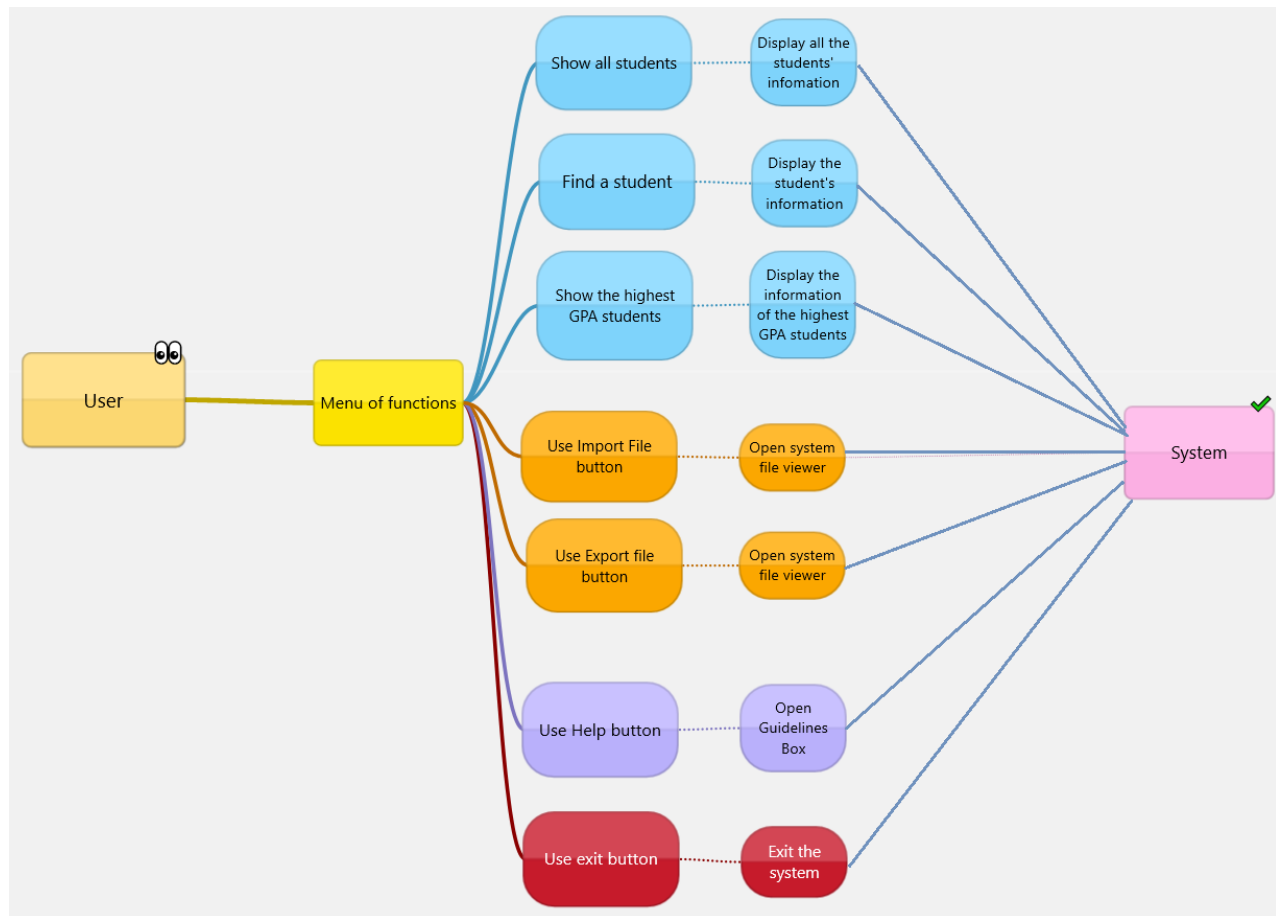 Show all students
Display all the
students'
infomation
Find a student
Display the
student's
information
Show the highest
GPA students
Display the
information
of the highest
GPA students
User
Menu of functions
Use Import File
button
Open system
file viewer
System
Use Export file
button
Open system
file viewer
Use Help button
Open
Guidelines
Box
Use exit button
Exit the
system